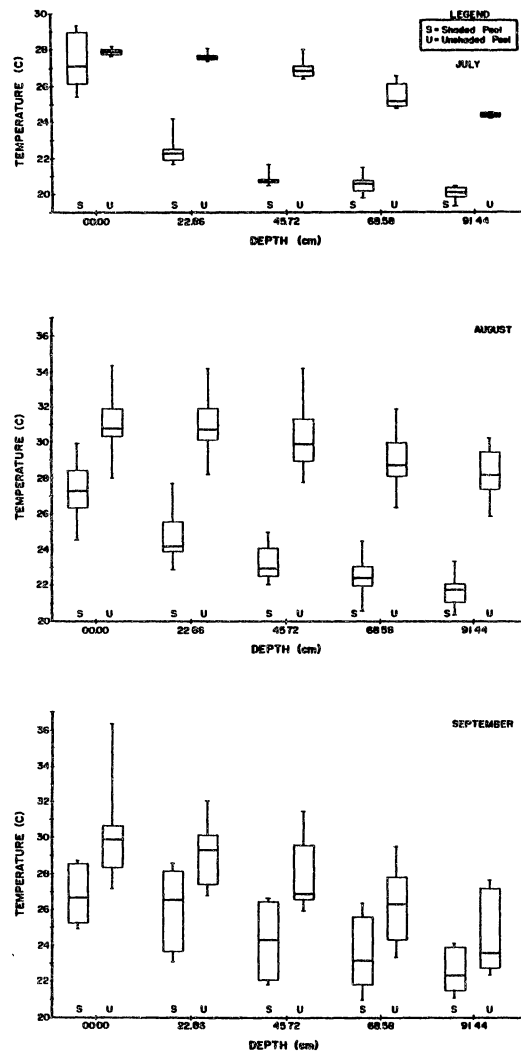 LEGEND
S = Shaded Pool
U = Unshaded Pool
JULY
TEMPERATURE (C)
30
28
26
24
22
20
S U S U S U S U S U
00.00 22.86 45.72 68.58 91.44
DEPTH (cm)
AUGUST
TEMPERATURE (C)
36
34
32
30
28
26
24
22
20
S U S U S U S U S U
00.00 22.86 45.72 68.58 91.44
DEPTH (cm)
SEPTEMBER
TEMPERATURE (C)
36
34
32
30
28
26
24
22
20
S U S U S U S U S U
00.00 22.86 45.72 68.58 91.44
DEPTH (cm)